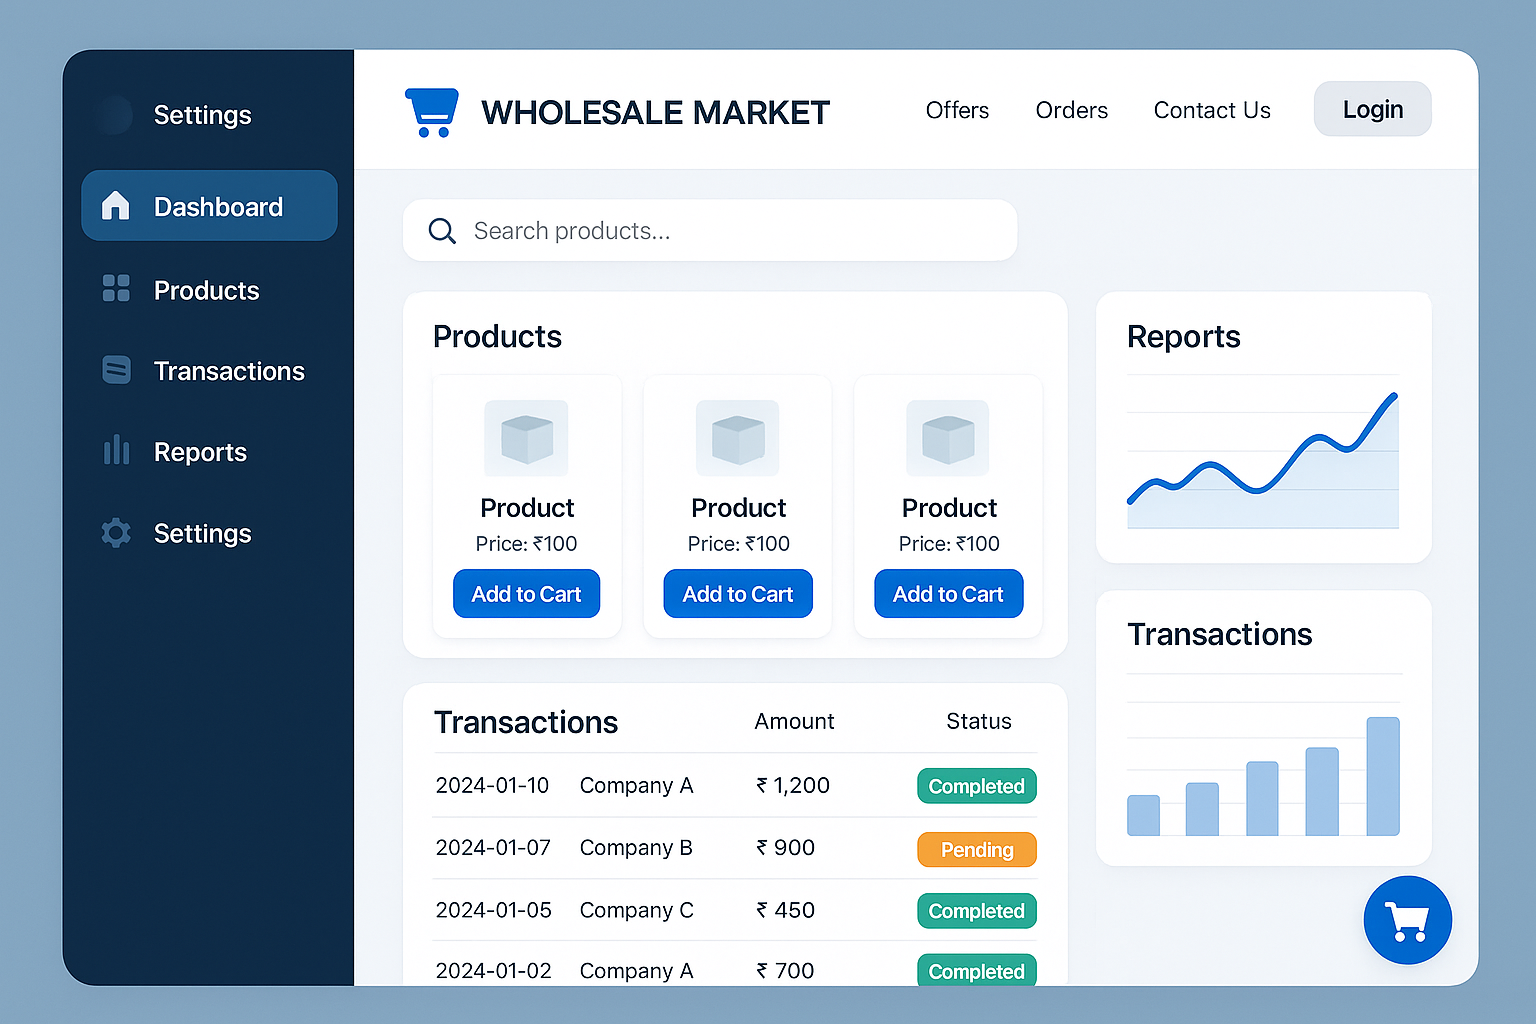 Settings
Dashboard
Products
Transactions
Reports
Settings
WHOLESALE MARKET
Offers Orders Contact Us Login
Search products...
Products
Product Product Product
Price: ₹100 Price: ₹100 Price: ₹100
Add to Cart Add to Cart Add to Cart
Reports
Transactions
Transactions Amount Status
2024-01-10 Company A ₹ 1,200 Completed
2024-01-07 Company B ₹ 900 Pending
2024-01-05 Company C ₹ 450 Completed
2024-01-02 Company A ₹ 700 Completed